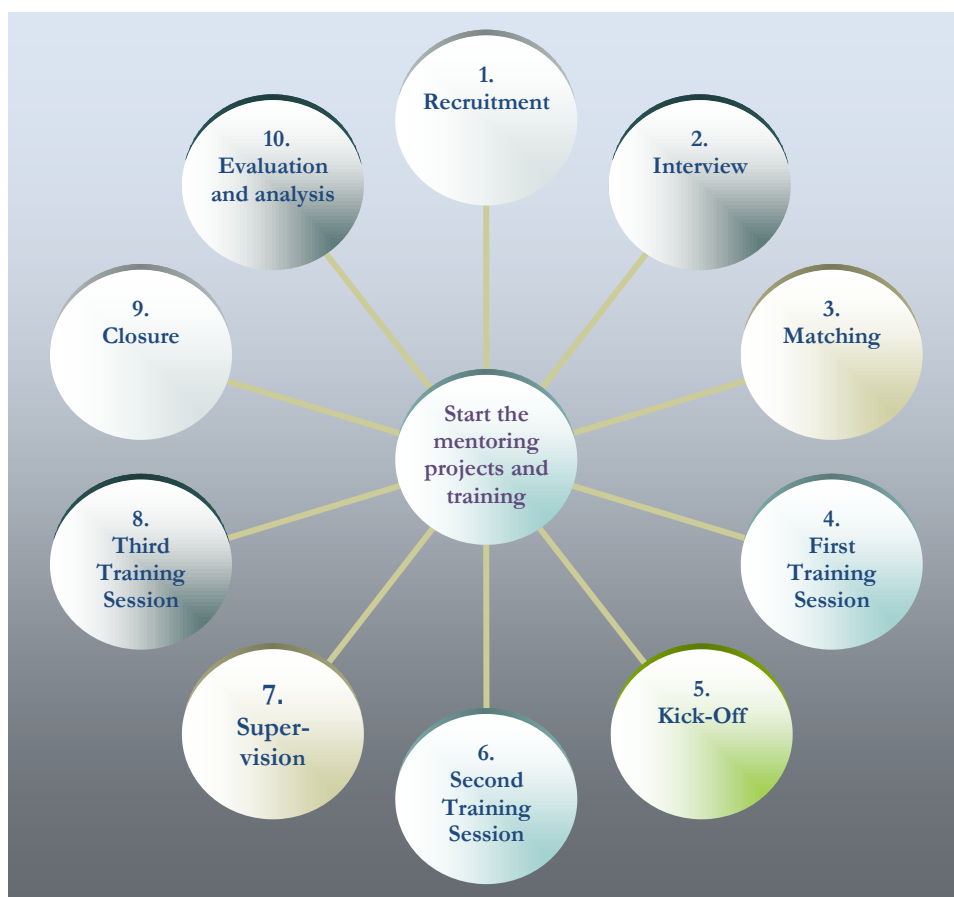 1.
Recruitment
2.
Interview
3.
Matching
4.
First
Training
Session
5.
Kick-Off
6.
Second
Training
Session
7.
Super-
vision
8.
Third
Training
Session
9.
Closure
10.
Evaluation
and analysis
Start the
mentoring
projects and
training